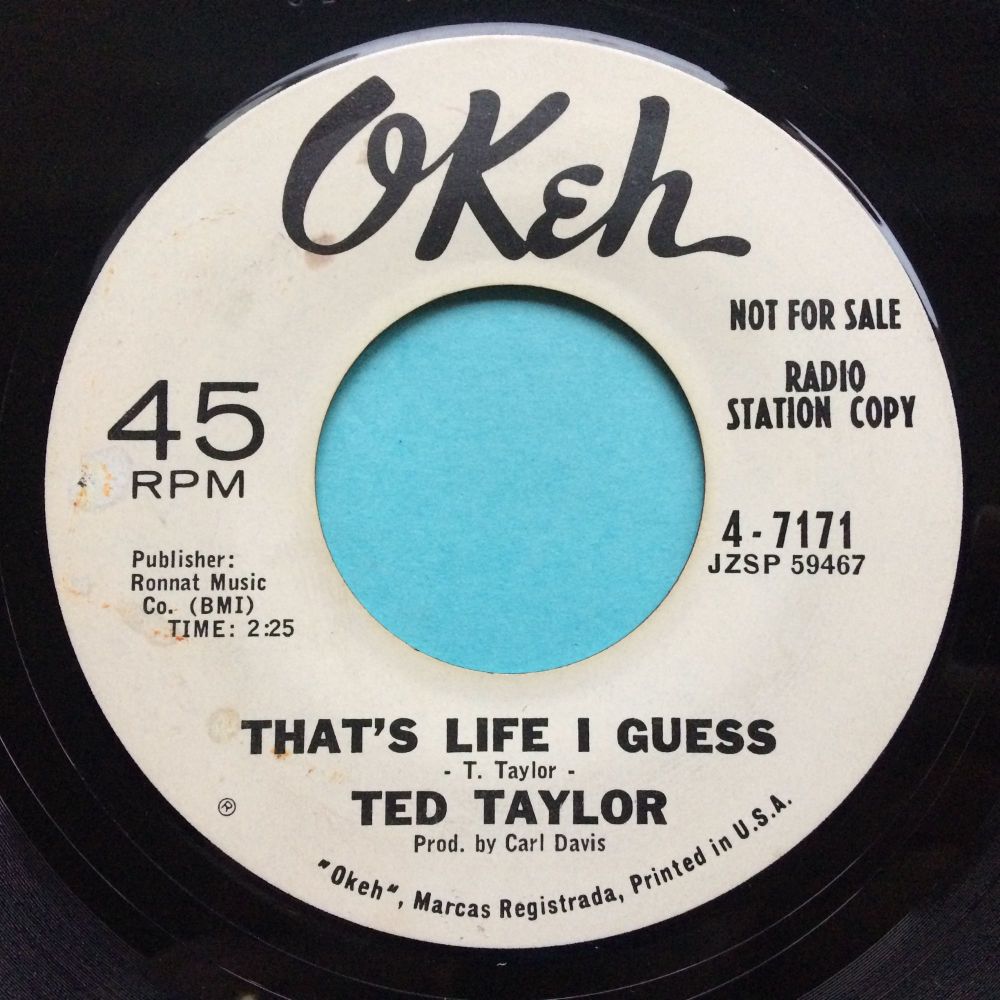 OKeh
NOT FOR SALE
RADIO
STATION COPY
45
RPM
4-7171
JZSP 59467
Publisher:
Ronnat Music
Co. (BMI)
TIME: 2:25
THAT'S LIFE I GUESS
- T. Taylor -
TED TAYLOR
Prod. by Carl Davis
®
"Okeh", Marcas Registrada, Printed in U.S.A.